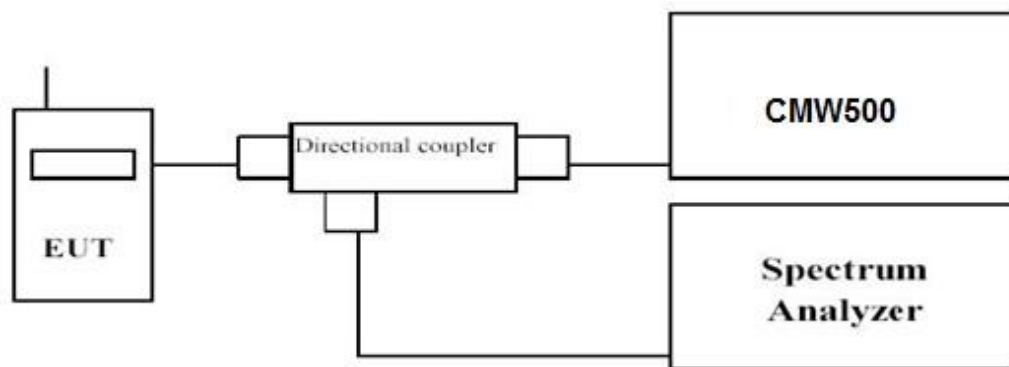 CMW500
Directional coupler
EUT
Spectrum
Analyzer